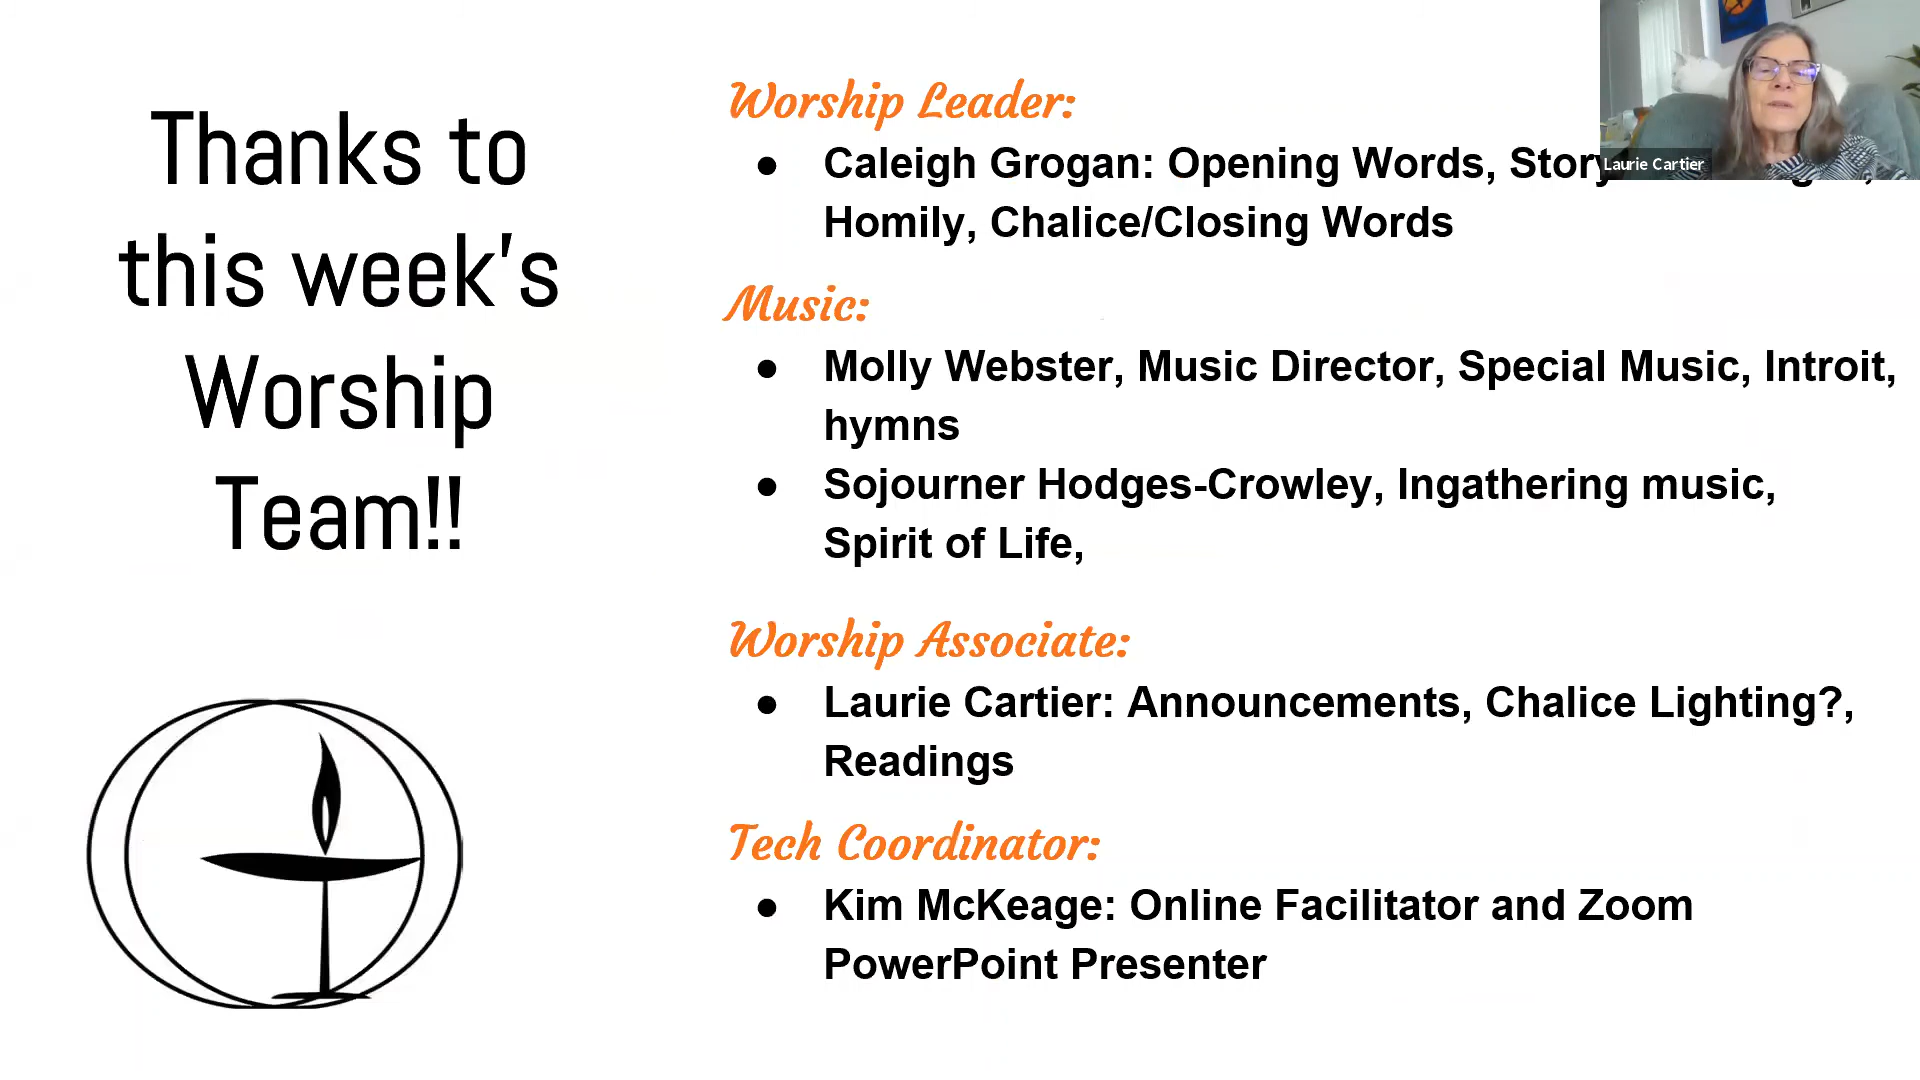 Thanks to
this week's
Worship
Team!!
Worship Leader:
● Caleigh Grogan: Opening Words, Story
Homily, Chalice/Closing Words
Music:
● Molly Webster, Music Director, Special Music, Introit,
hymns
● Sojourner Hodges-Crowley, Ingathering music,
Spirit of Life,
Worship Associate:
● Laurie Cartier: Announcements, Chalice Lighting?,
Readings
Tech Coordinator:
● Kim McKeage: Online Facilitator and Zoom
PowerPoint Presenter
Laurie Cartier